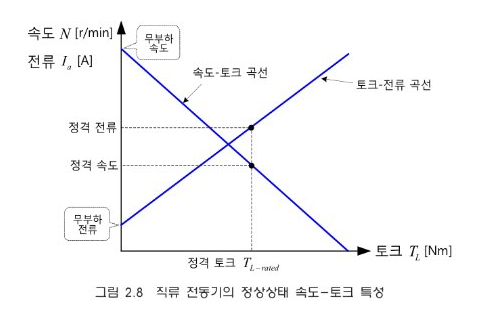 속도 N [r/min]
전류 Iₐ [A]
무부하
속도
속도-토크 곡선
토크-전류 곡선
정격 전류
정격 속도
무부하
전류
토크 T_L [Nm]
정격 토크 T_L-rated
그림 2.8 직류 전동기의 정상상태 속도-토크 특성